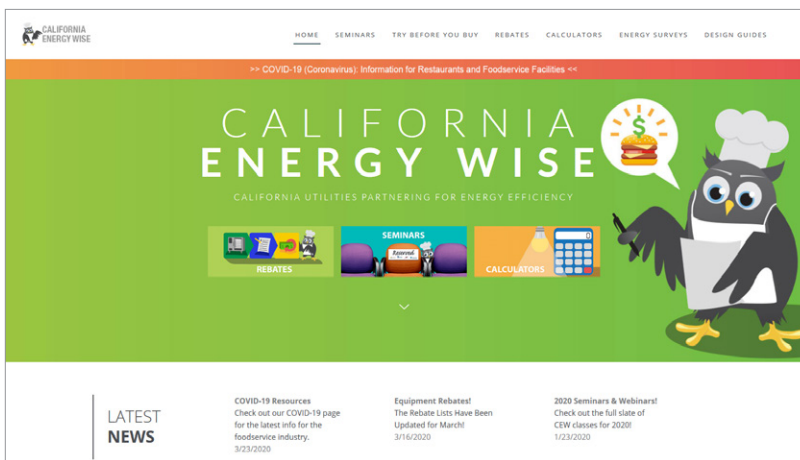 CALIFORNIA
ENERGY WISE
HOME SEMINARS TRY BEFORE YOU BUY REBATES CALCULATORS ENERGY SURVEYS DESIGN GUIDES
>> COVID-19 (Coronavirus): Information for Restaurants and Foodservice Facilities <<
CALIFORNIA
ENERGY WISE
CALIFORNIA UTILITIES PARTNERING FOR ENERGY EFFICIENCY
$
REBATES
SEMINARS
Reserved
CALCULATORS
0
LATEST
NEWS
COVID-19 Resources
Check out our COVID-19 page
for the latest info for the
foodservice industry.
3/23/2020
Equipment Rebates!
The Rebate Lists Have Been
Updated for March!
3/16/2020
2020 Seminars & Webinars!
Check out the full slate of
CEW classes for 2020!
1/23/2020